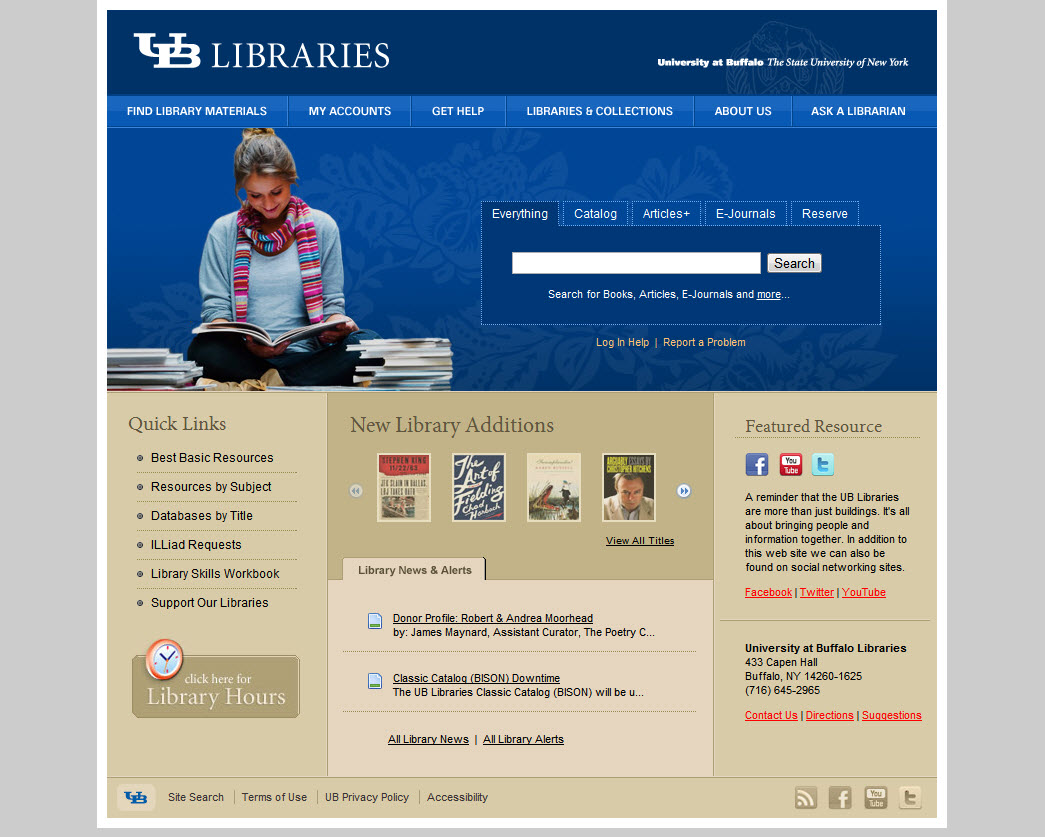 UB LIBRARIES
University at Buffalo The State University of New York
FIND LIBRARY MATERIALS
MY ACCOUNTS
GET HELP
LIBRARIES & COLLECTIONS
ABOUT US
ASK A LIBRARIAN
Everything
Catalog
Articles+
E-Journals
Reserve
Search
Search for Books, Articles, E-Journals and more...
Log In Help | Report a Problem
Quick Links
Best Basic Resources
Resources by Subject
Databases by Title
ILLiad Requests
Library Skills Workbook
Support Our Libraries
click here for
Library Hours
New Library Additions
STEPHEN KING
11/22/63
JFK SLAIN IN DALLAS,
LBJ TAKES OATH
The
Art of
Fielding
Chad
Harbach
ARGUABLY ESSAYS BY
CHRISTOPHER HITCHENS
View All Titles
Library News & Alerts
Donor Profile: Robert & Andrea Moorhead
by: James Maynard, Assistant Curator, The Poetry C...
Classic Catalog (BISON) Downtime
The UB Libraries Classic Catalog (BISON) will be u...
All Library News | All Library Alerts
Featured Resource
You
Tube
A reminder that the UB Libraries
are more than just buildings. It's all
about bringing people and
information together. In addition to
this web site we can also be
found on social networking sites.
Facebook | Twitter | YouTube
University at Buffalo Libraries
433 Capen Hall
Buffalo, NY 14260-1625
(716) 645-2965
Contact Us | Directions | Suggestions
UB
Site Search
Terms of Use
UB Privacy Policy
Accessibility
You
Tube